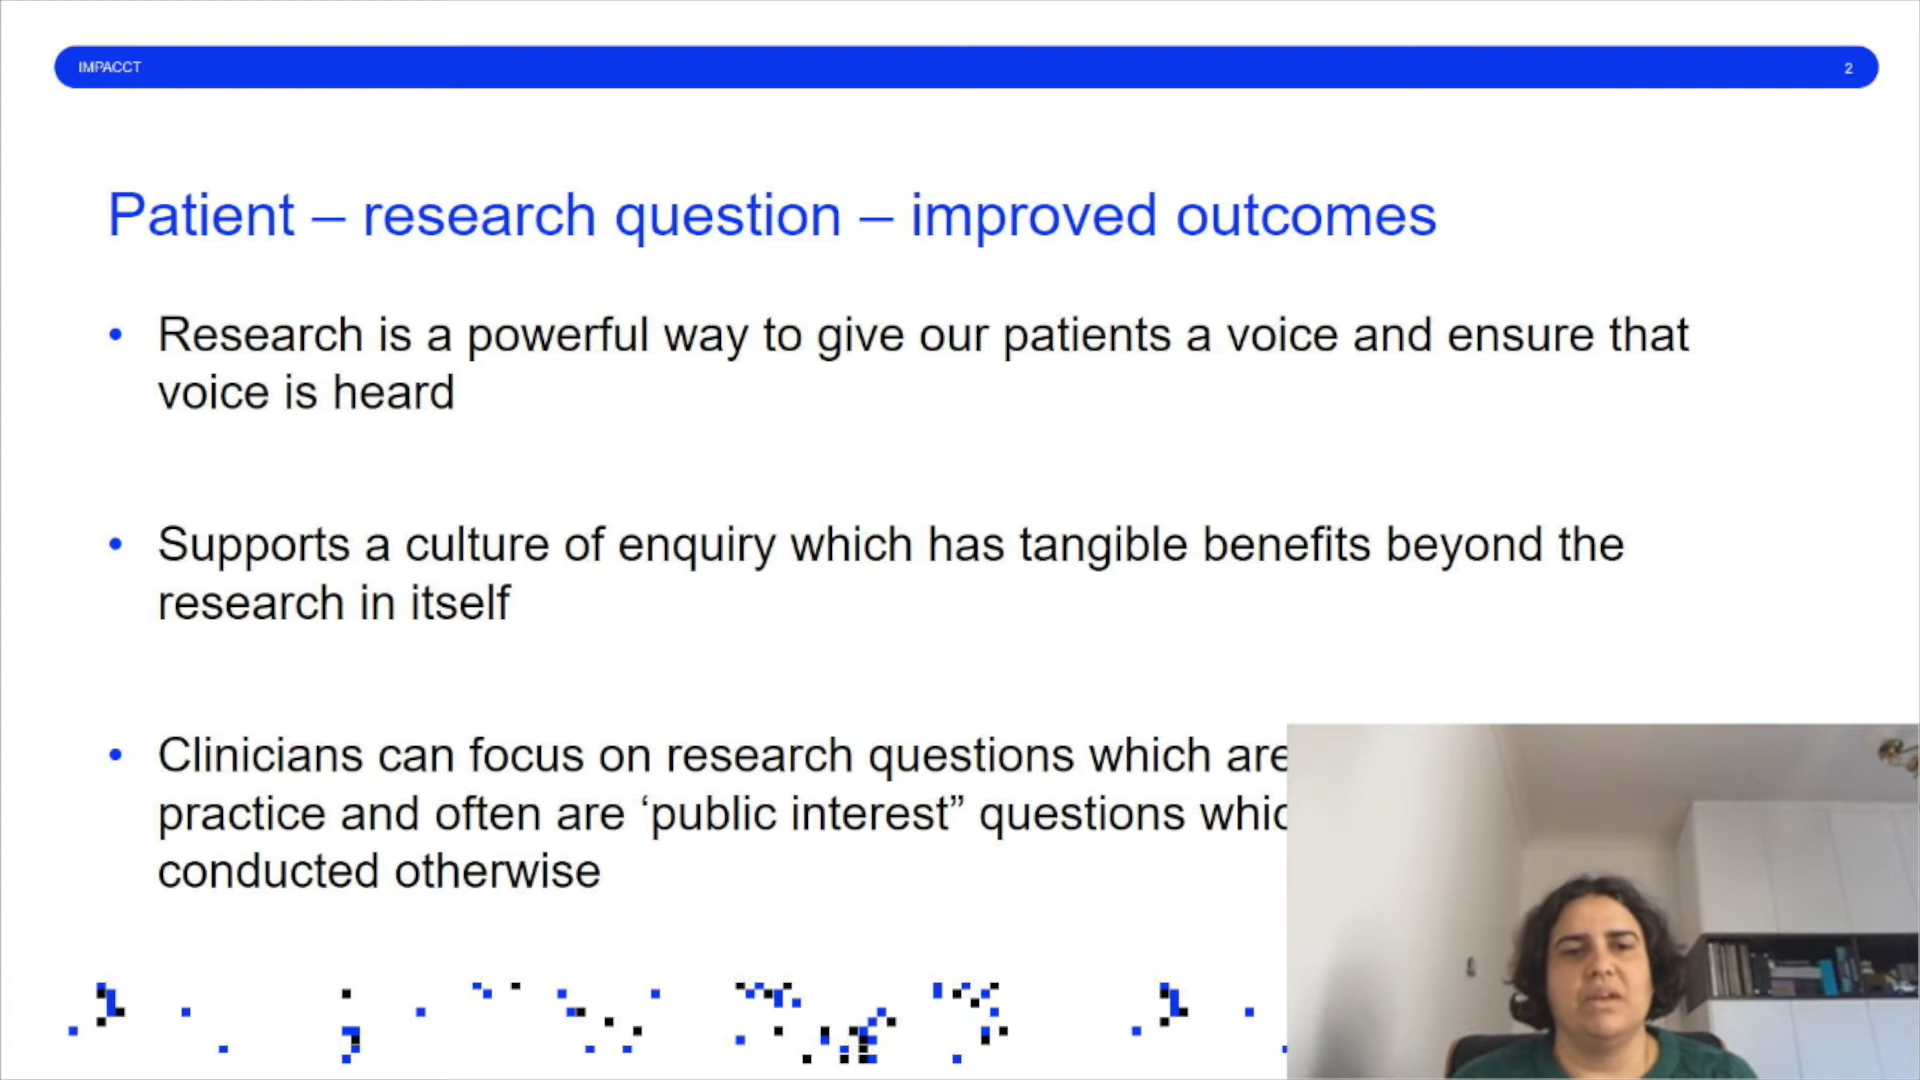 IMPACCT
2
Patient – research question – improved outcomes
• Research is a powerful way to give our patients a voice and ensure that
voice is heard
• Supports a culture of enquiry which has tangible benefits beyond the
research in itself
• Clinicians can focus on research questions which are
practice and often are ‘public interest” questions
conducted otherwise